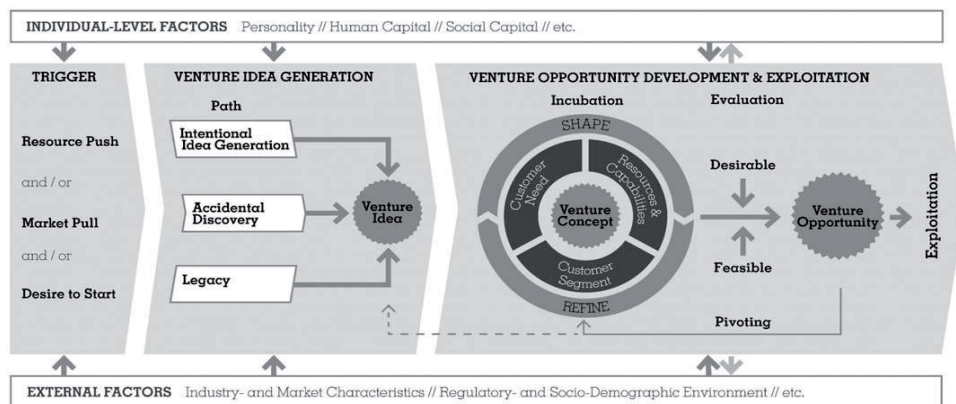 INDIVIDUAL-LEVEL FACTORS Personality // Human Capital // Social Capital // etc.
TRIGGER
Resource Push
and / or
Market Pull
and / or
Desire to Start
VENTURE IDEA GENERATION
Path
Intentional
Idea Generation
Accidental
Discovery
Legacy
Venture
Idea
VENTURE OPPORTUNITY DEVELOPMENT & EXPLOITATION
Incubation
SHAPE
Customer
Need
Resources &
Capabilities
Venture
Concept
Customer
Segment
REFINE
Evaluation
Desirable
Feasible
Venture
Opportunity
Exploitation
Pivoting
EXTERNAL FACTORS Industry- and Market Characteristics // Regulatory- and Socio-Demographic Environment // etc.